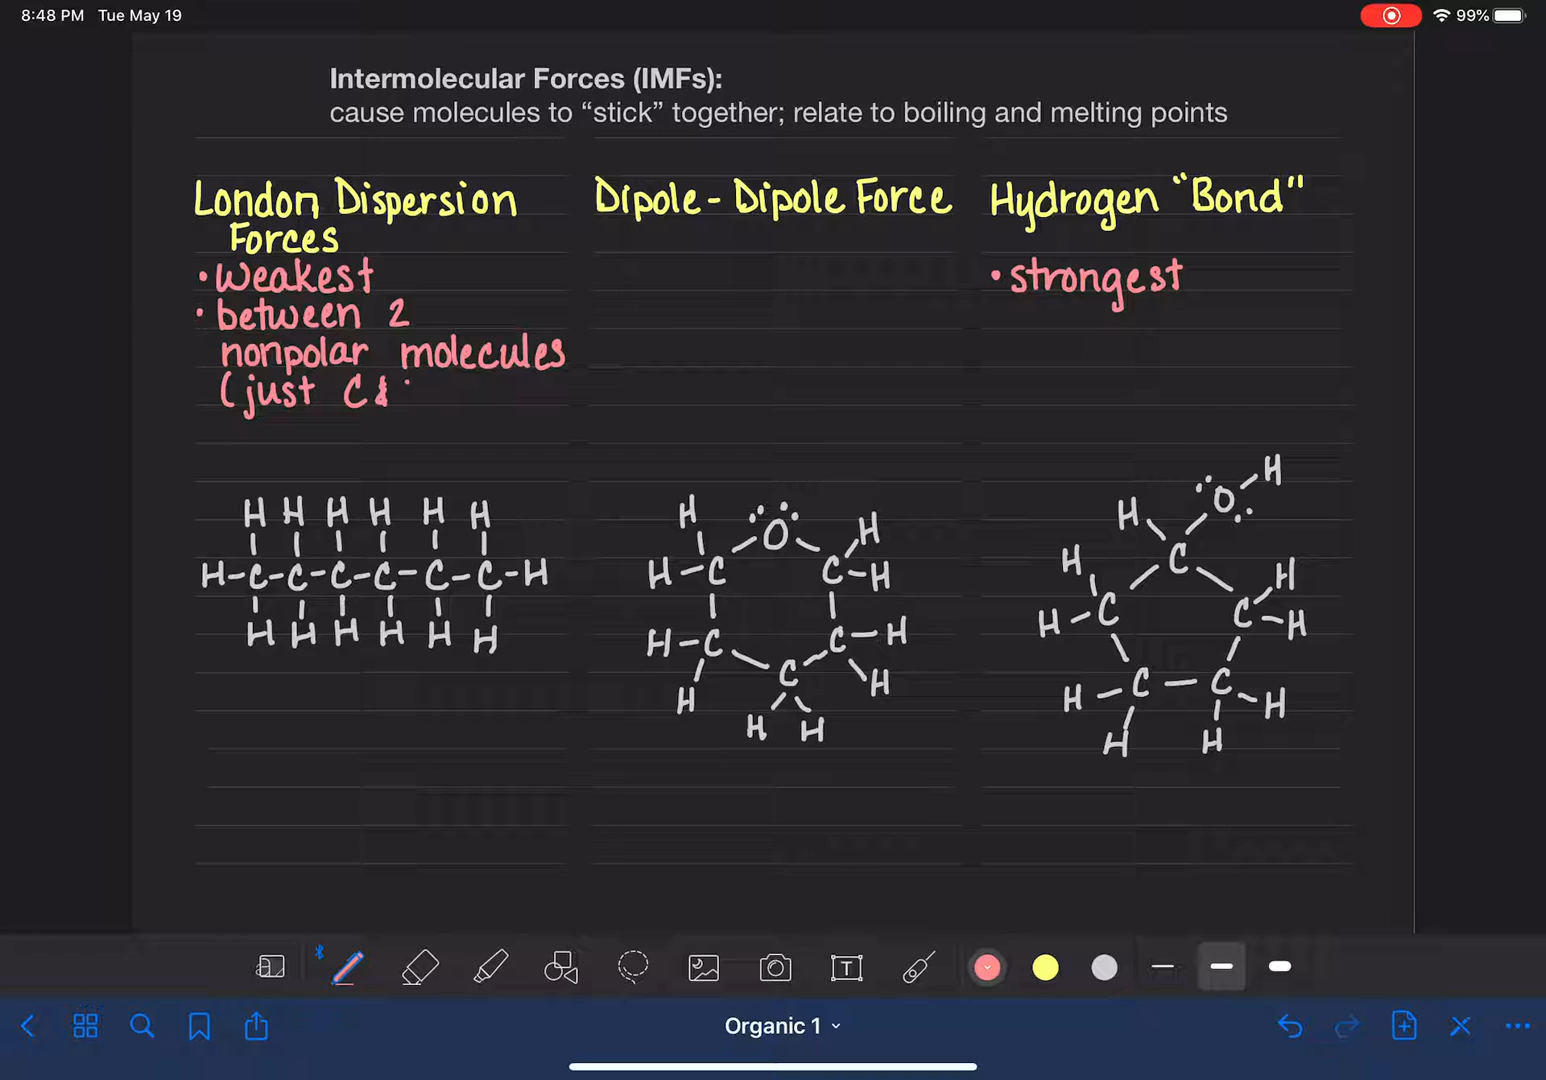 8:48 PM Tue May 19
99%
Intermolecular Forces (IMFs):
cause molecules to “stick” together; relate to boiling and melting points
London Dispersion
Forces
• weakest
• between 2
nonpolar molecules
(just C &
Dipole - Dipole Force
Hydrogen "Bond"
• strongest
H H H H H H
H-C-C-C-C-C-C-H
H H H H H H
H O H
H-C C-H
H-C C-H
C
H H
H H
O H
H
H C H
H-C C-H
H-C-C-H
H H
T
Organic 1